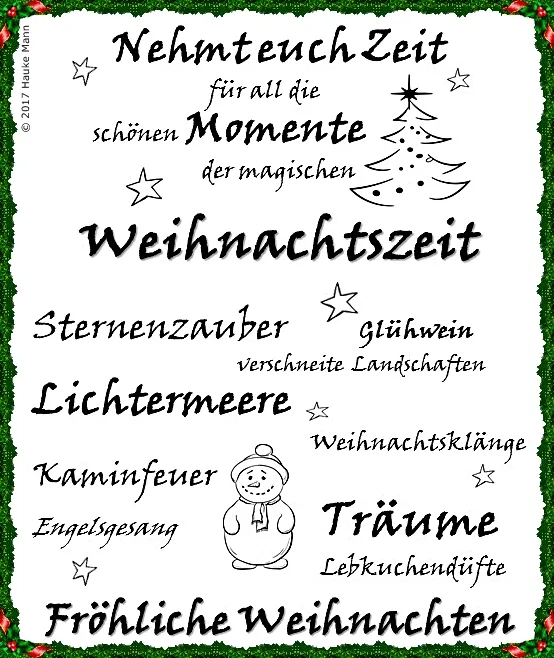 © 2017 Hauke Mann
Nehmt euch Zeit
für all die
schönen Momente
der magischen
Weihnachtszeit
Sternenzauber
Glühwein
verschneite Landschaften
Lichtermeere
Weihnachtsklänge
Kaminfeuer
Träume
Engelsgesang
Lebkuchendüfte
Fröhliche Weihnachten